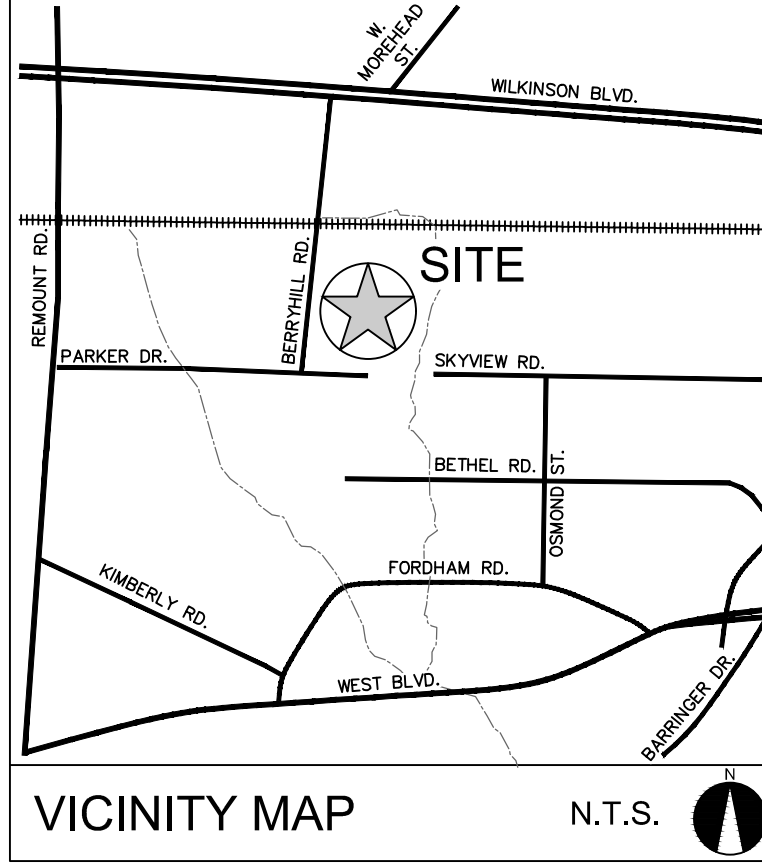 W.
MOREHEAD
ST.
WILKINSON BLVD.
REMOUNT RD.
BERRYHILL RD.
SITE
PARKER DR.
SKYVIEW RD.
BETHEL RD.
OSMOND ST.
FORDHAM RD.
KIMBERLY RD.
WEST BLVD.
BARRINGER DR.
VICINITY MAP
N.T.S.
N